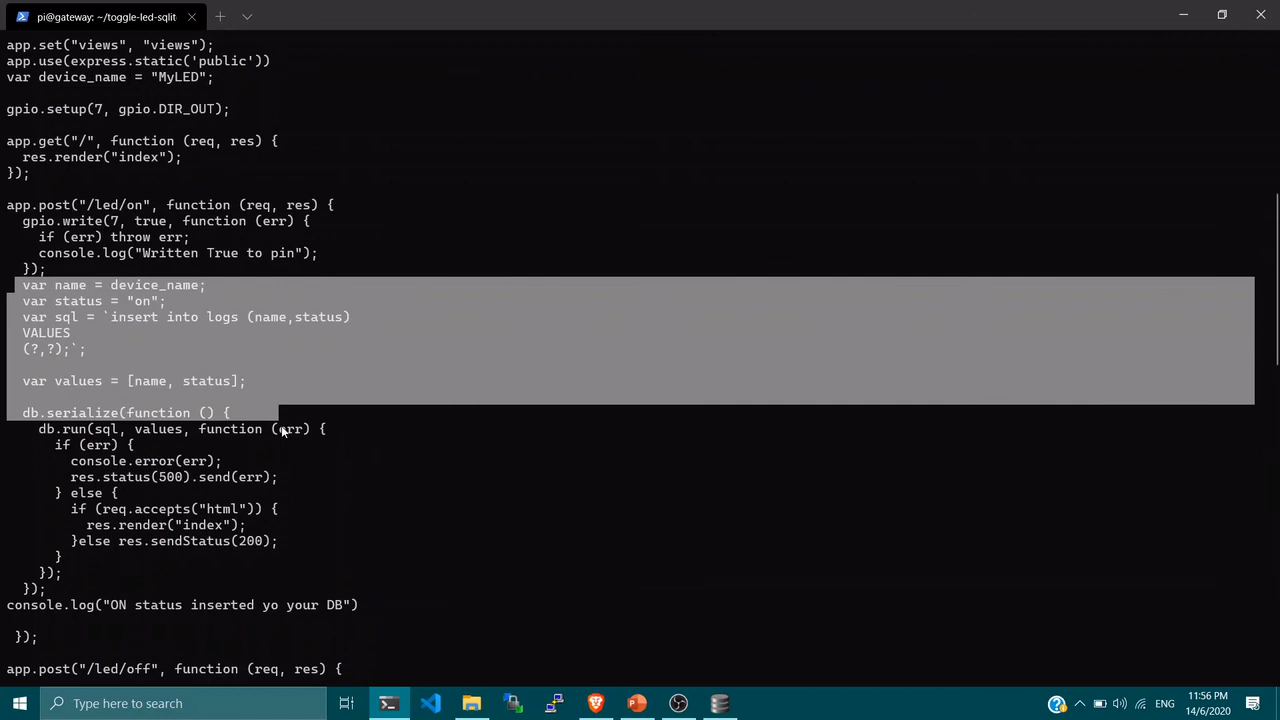 pi@gateway: ~/toggle-led-sqlit
app.set("views", "views");
app.use(express.static('public'))
var device_name = "MyLED";
gpio.setup(7, gpio.DIR_OUT);
app.get("/", function (req, res) {
  res.render("index");
});
app.post("/led/on", function (req, res) {
  gpio.write(7, true, function (err) {
    if (err) throw err;
    console.log("Written True to pin");
  });
  var name = device_name;
  var status = "on";
  var sql = `insert into logs (name,status)
  VALUES
  (?,?);`;
  var values = [name, status];
  db.serialize(function () {
    db.run(sql, values, function (err) {
      if (err) {
        console.error(err);
        res.status(500).send(err);
      } else {
        if (req.accepts("html")) {
          res.render("index");
        }else res.sendStatus(200);
      }
    });
  });
console.log("ON status inserted yo your DB")
 });
app.post("/led/off", function (req, res) {
Type here to search
ENG
11:56 PM
14/6/2020